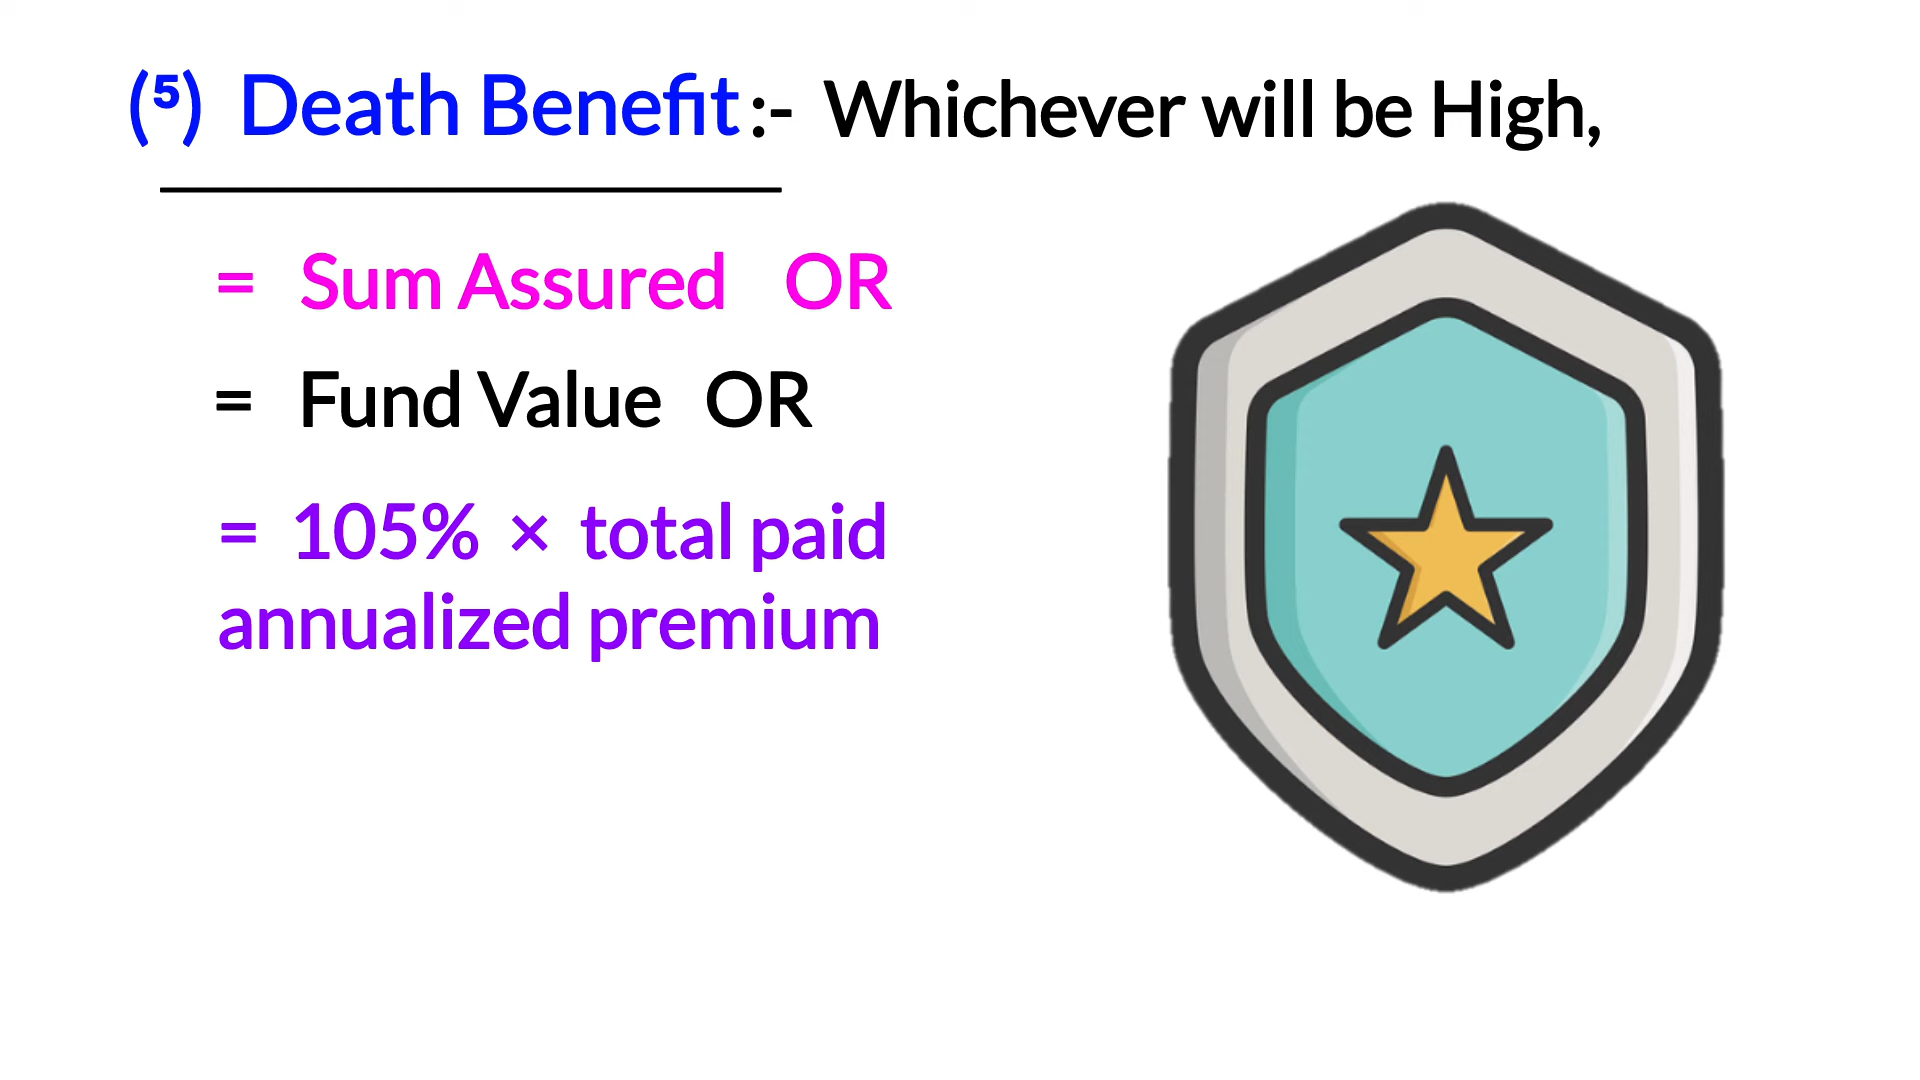 (⁵) Death Benefit :- Whichever will be High,
= Sum Assured OR
= Fund Value OR
= 105% × total paid
annualized premium